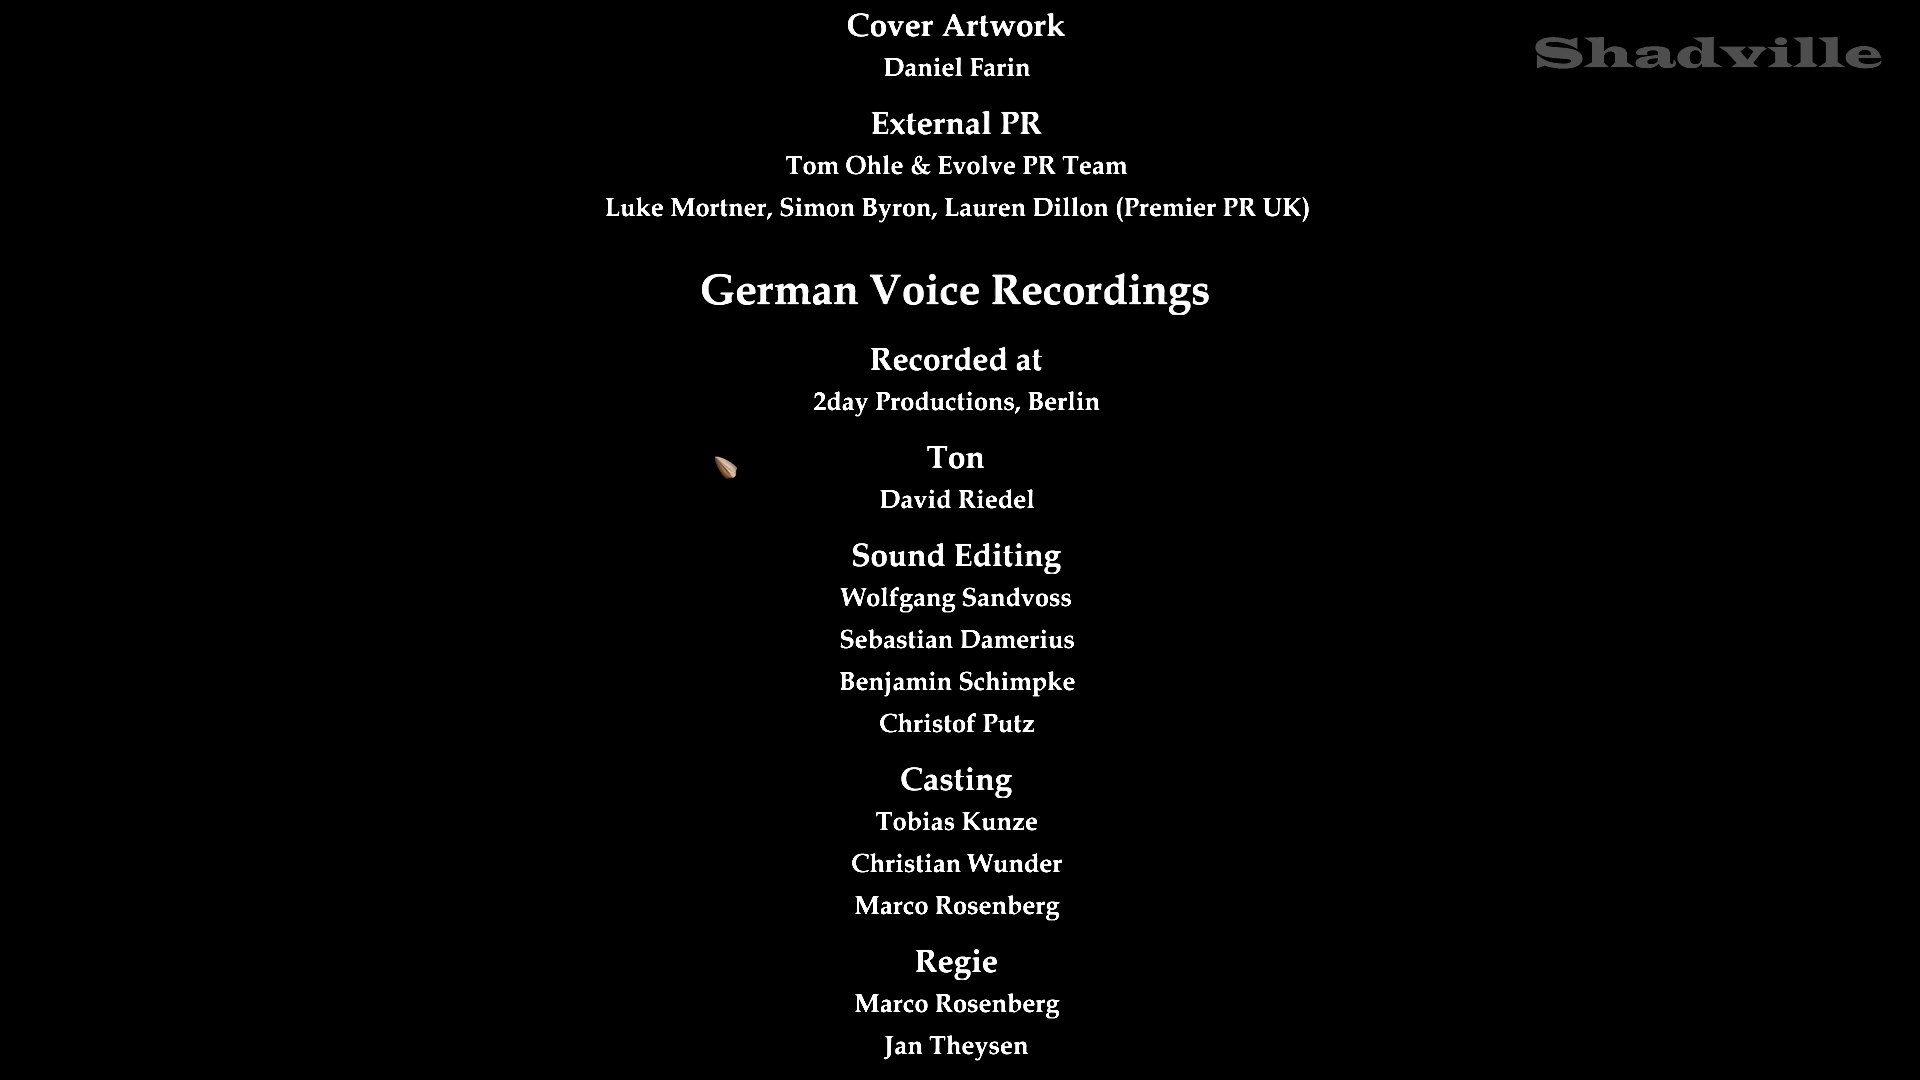 Cover Artwork
Shadville
Daniel Farin
External PR
Tom Ohle & Evolve PR Team
Luke Mortner, Simon Byron, Lauren Dillon (Premier PR UK)
German Voice Recordings
Recorded at
2day Productions, Berlin
Ton
David Riedel
Sound Editing
Wolfgang Sandvoss
Sebastian Damerius
Benjamin Schimpke
Christof Putz
Casting
Tobias Kunze
Christian Wunder
Marco Rosenberg
Regie
Marco Rosenberg
Jan Theysen